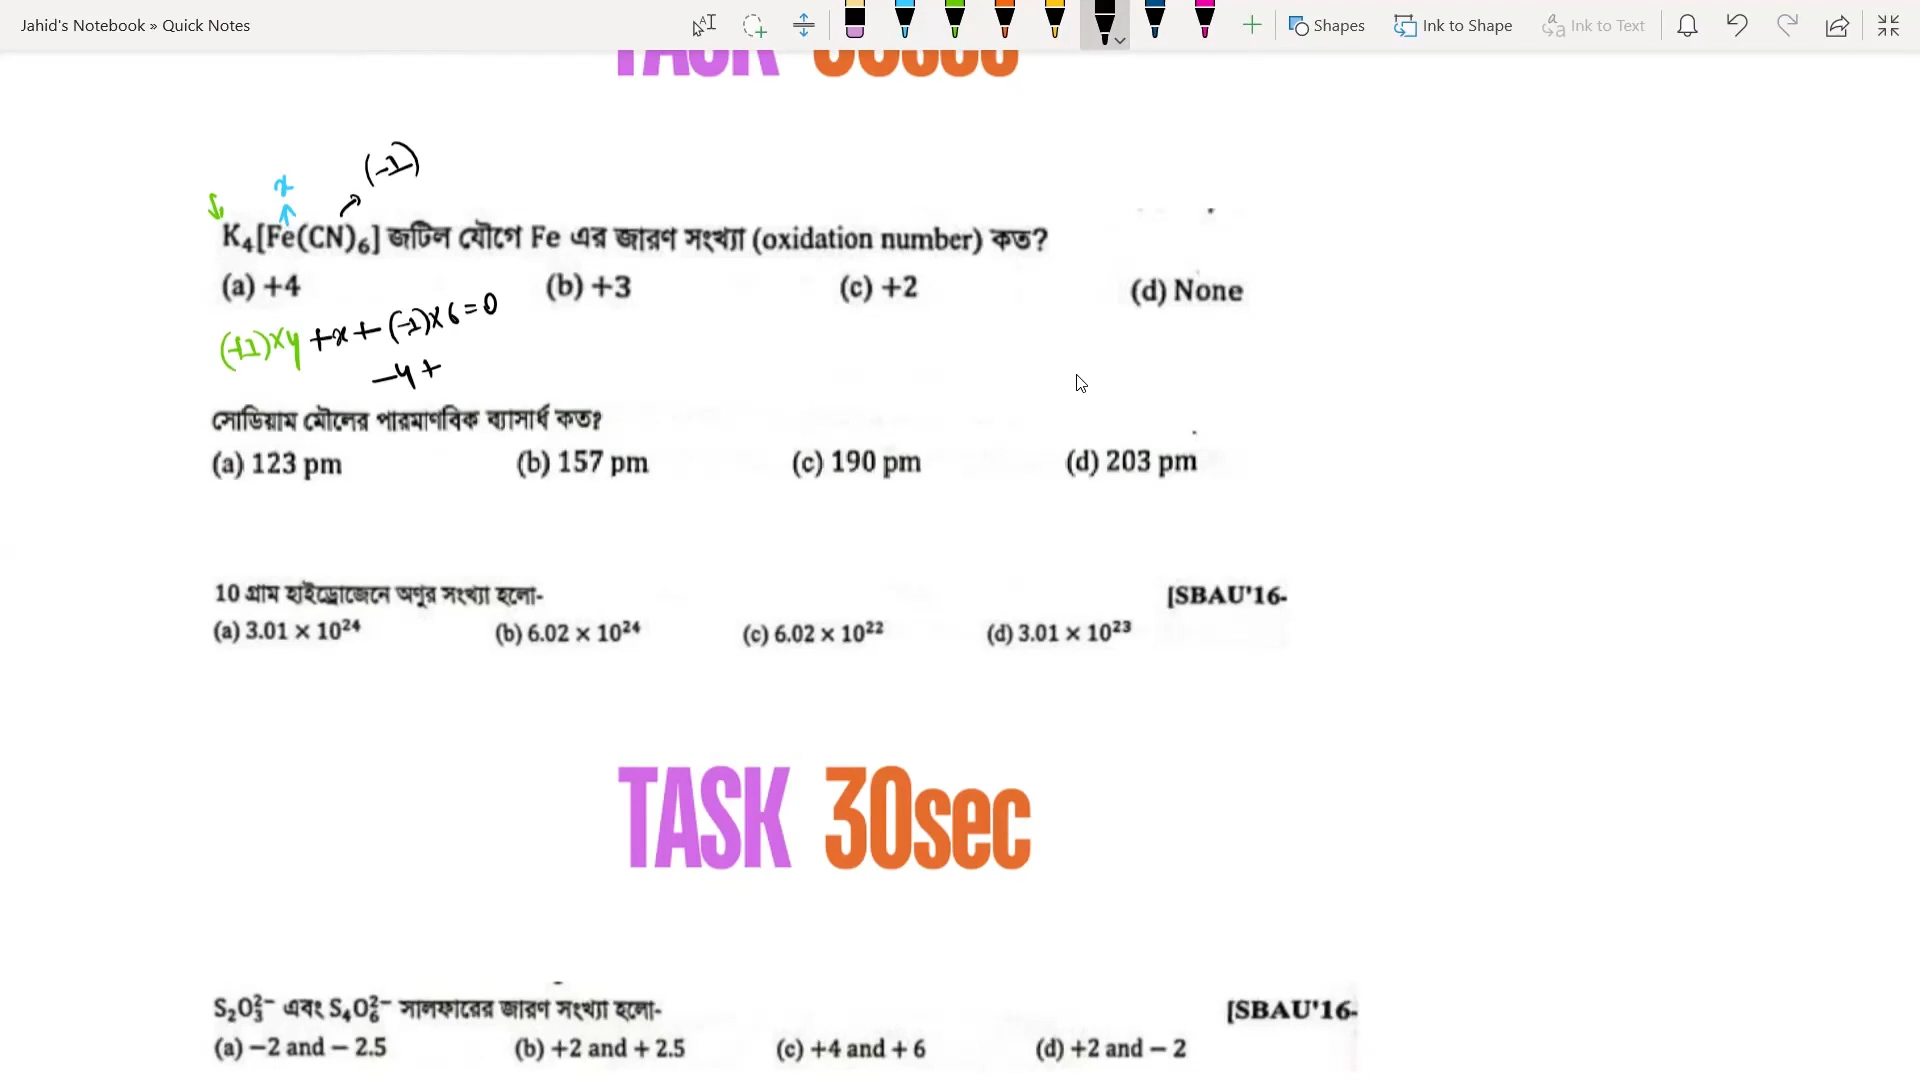 Jahid's Notebook » Quick Notes
Shapes
Ink to Shape
Ink to Text
(-1)
x
K₄[Fe(CN)₆] জটিল যৌগে Fe এর জারণ সংখ্যা (oxidation number) কত?
(a) +4 (b) +3 (c) +2 (d) None
(+1)×4 +x+(-1)×6=0
-4+
সোডিয়াম মৌলের পারমাণবিক ব্যাসার্ধ কত?
(a) 123 pm (b) 157 pm (c) 190 pm (d) 203 pm
10 গ্রাম হাইড্রোজেনে অণুর সংখ্যা হলো- [SBAU'16-
(a) 3.01 × 10²⁴ (b) 6.02 × 10²⁴ (c) 6.02 × 10²² (d) 3.01 × 10²³
TASK 30sec
S₂O₃²⁻ এবং S₄O₆²⁻ সালফারের জারণ সংখ্যা হলো- [SBAU'16-
(a) −2 and − 2.5 (b) +2 and + 2.5 (c) +4 and + 6 (d) +2 and − 2